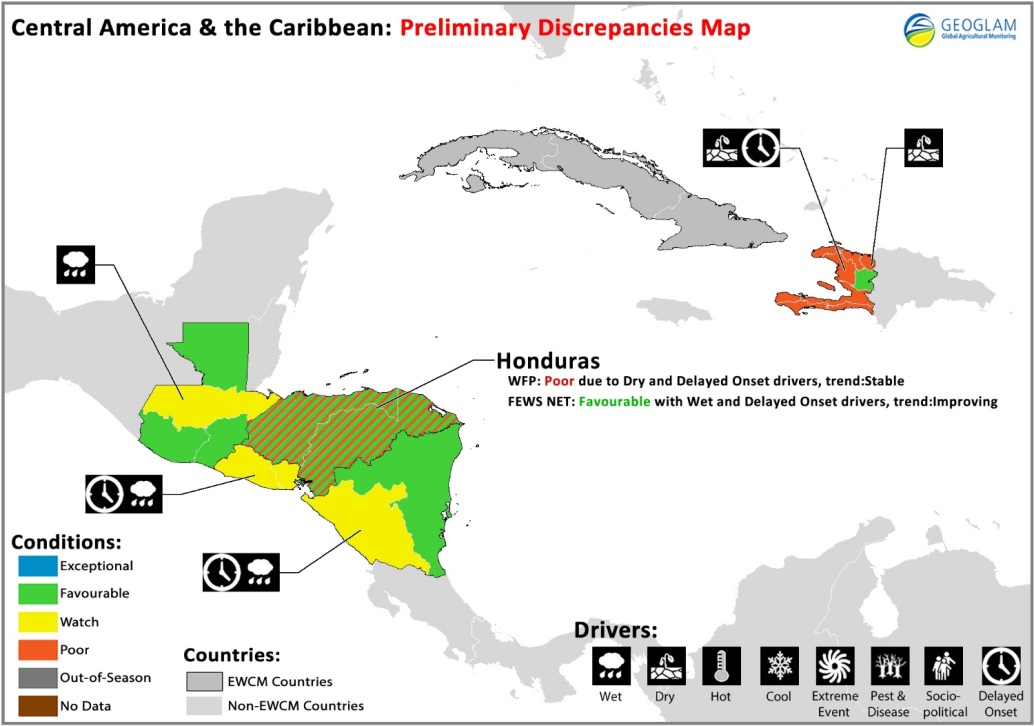 Central America & the Caribbean: Preliminary Discrepancies Map
GEOGLAM
Global Agricultural Monitoring
Honduras
WFP: Poor due to Dry and Delayed Onset drivers, trend:Stable
FEWS NET: Favourable with Wet and Delayed Onset drivers, trend:Improving
Conditions:
Exceptional
Favourable
Watch
Poor
Out-of-Season
No Data
Countries:
EWCM Countries
Non-EWCM Countries
Drivers:
Wet
Dry
Hot
Cool
Extreme
Event
Pest &
Disease
Socio-
political
Delayed
Onset